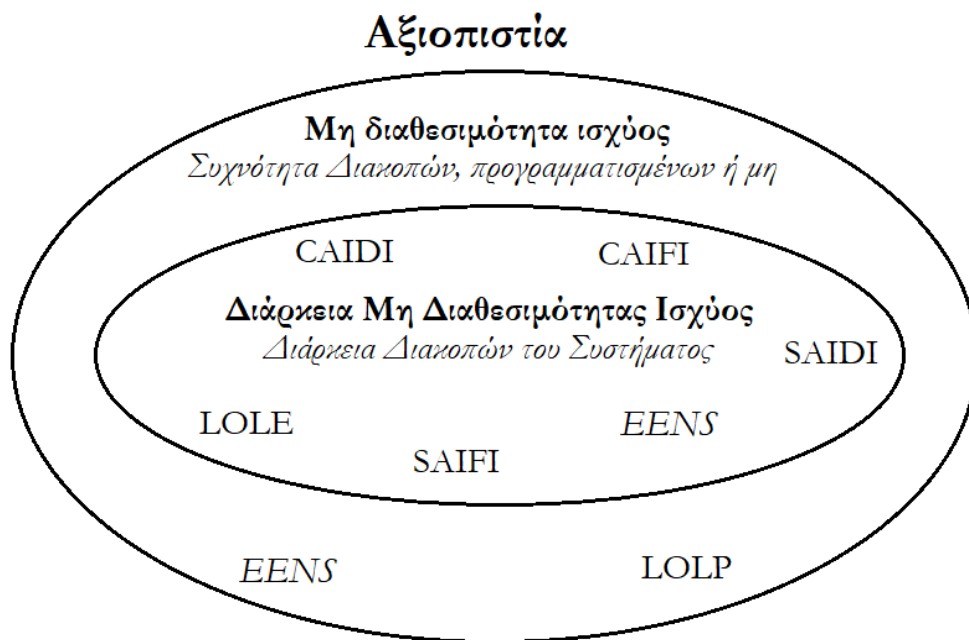 Αξιοπιστία
Μη διαθεσιμότητα ισχύος
Συχνότητα Διακοπών, προγραμματισμένων ή μη
CAIDI CAIFI
Διάρκεια Μη Διαθεσιμότητας Ισχύος
Διάρκεια Διακοπών του Συστήματος
SAIDI
LOLE EENS
SAIFI
EENS LOLP